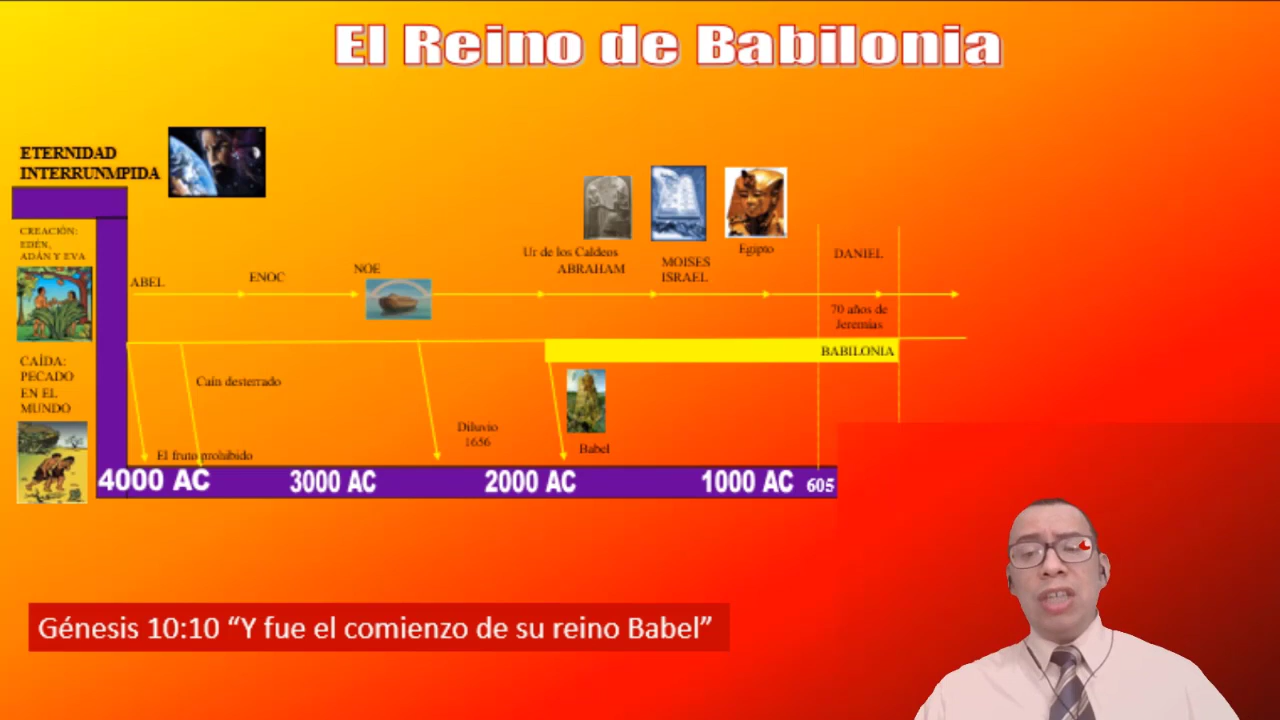 El Reino de Babilonia
ETERNIDAD
INTERRUNMPIDA
CREACIÓN:
EDÉN,
ADÁN Y EVA
CAÍDA:
PECADO
EN EL
MUNDO
ABEL
ENOC
NOE
Ur de los Caldeos
ABRAHAM
MOISES
ISRAEL
Egipto
DANIEL
70 años de
Jeremías
BABILONIA
Caín desterrado
El fruto prohibido
Diluvio
1656
Babel
4000 AC
3000 AC
2000 AC
1000 AC
605
Génesis 10:10 “Y fue el comienzo de su reino Babel”